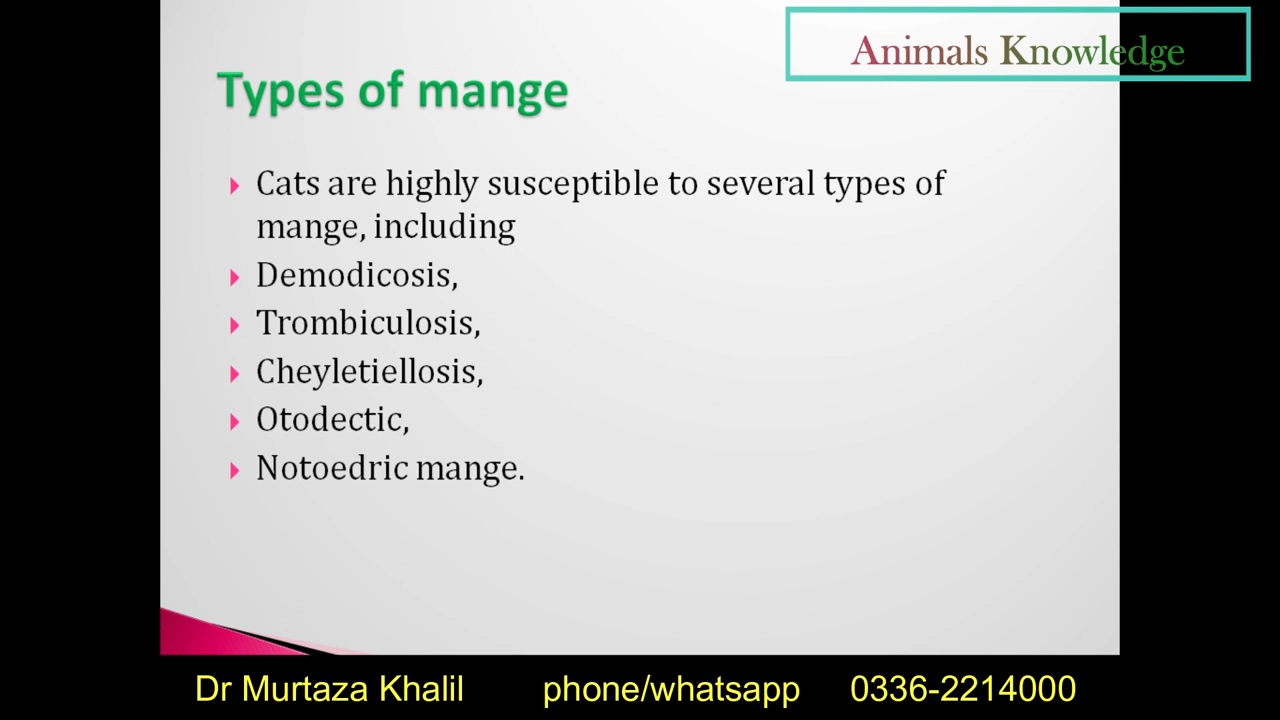 Animals Knowledge
Types of mange
Cats are highly susceptible to several types of
mange, including
Demodicosis,
Trombiculosis,
Cheyletiellosis,
Otodectic,
Notoedric mange.
Dr Murtaza Khalil phone/whatsapp 0336-2214000